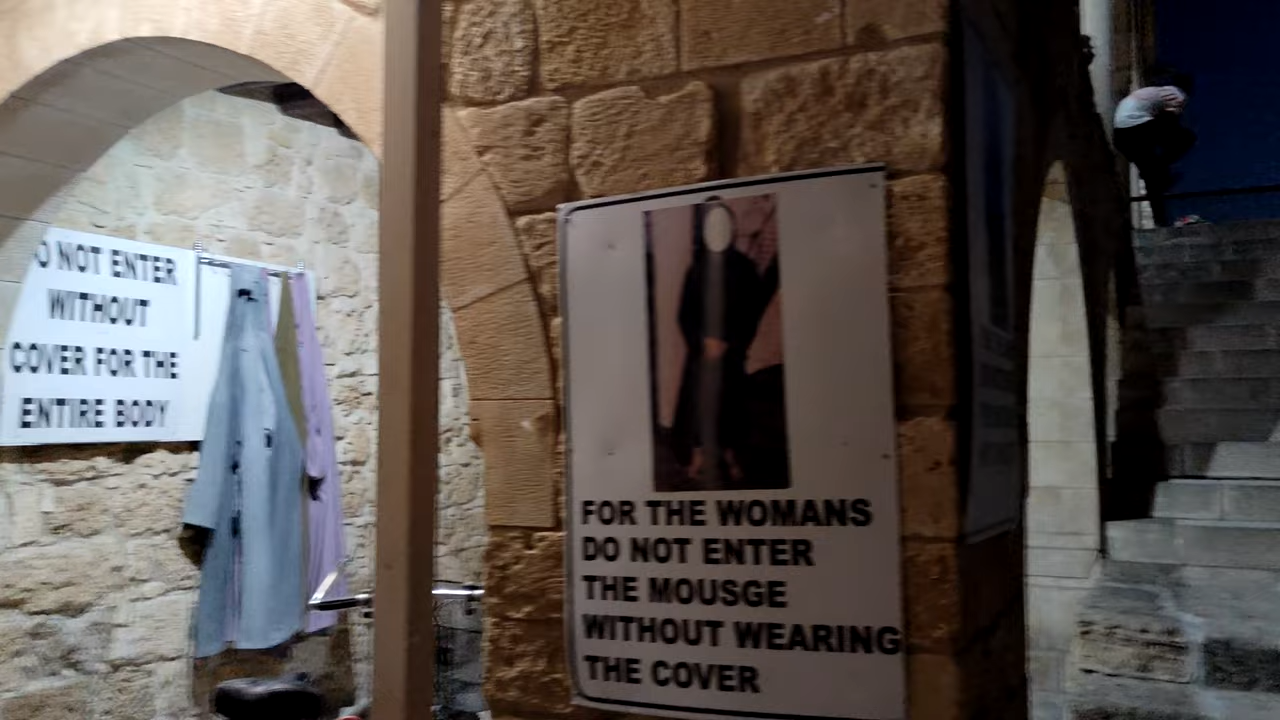 O NOT ENTER
WITHOUT
COVER FOR THE
ENTIRE BODY
FOR THE WOMANS
DO NOT ENTER
THE MOUSGE
WITHOUT WEARING
THE COVER